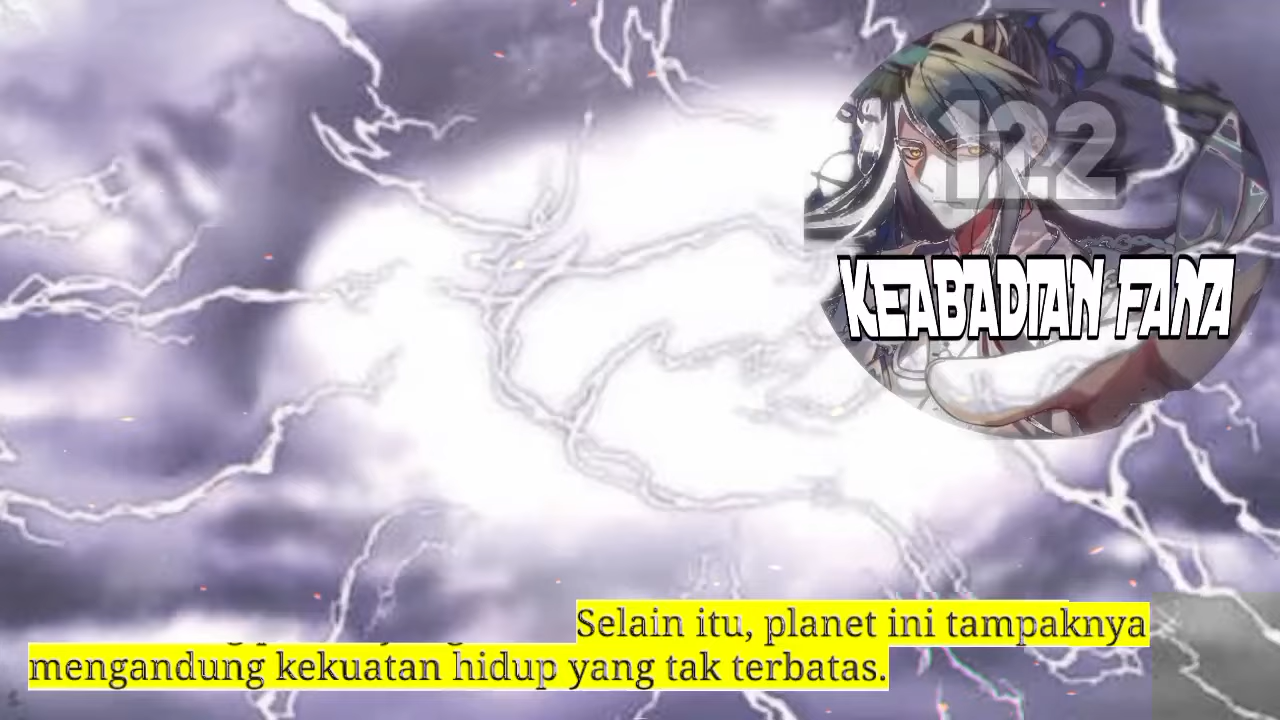 122
KEABADIAN FANA
Selain itu, planet ini tampaknya
mengandung kekuatan hidup yang tak terbatas.